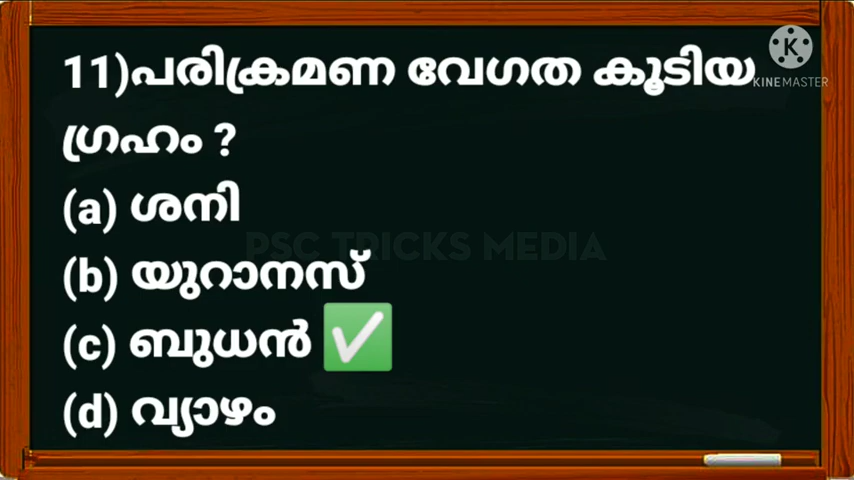 11)പരിക്രമണ വേഗത കൂടിയ
ഗ്രഹം ?
(a) ശനി
(b) യുറാനസ്
(c) ബുധൻ ✅
(d) വ്യാഴം
PSC TRICKS MEDIA
K
KINEMASTER